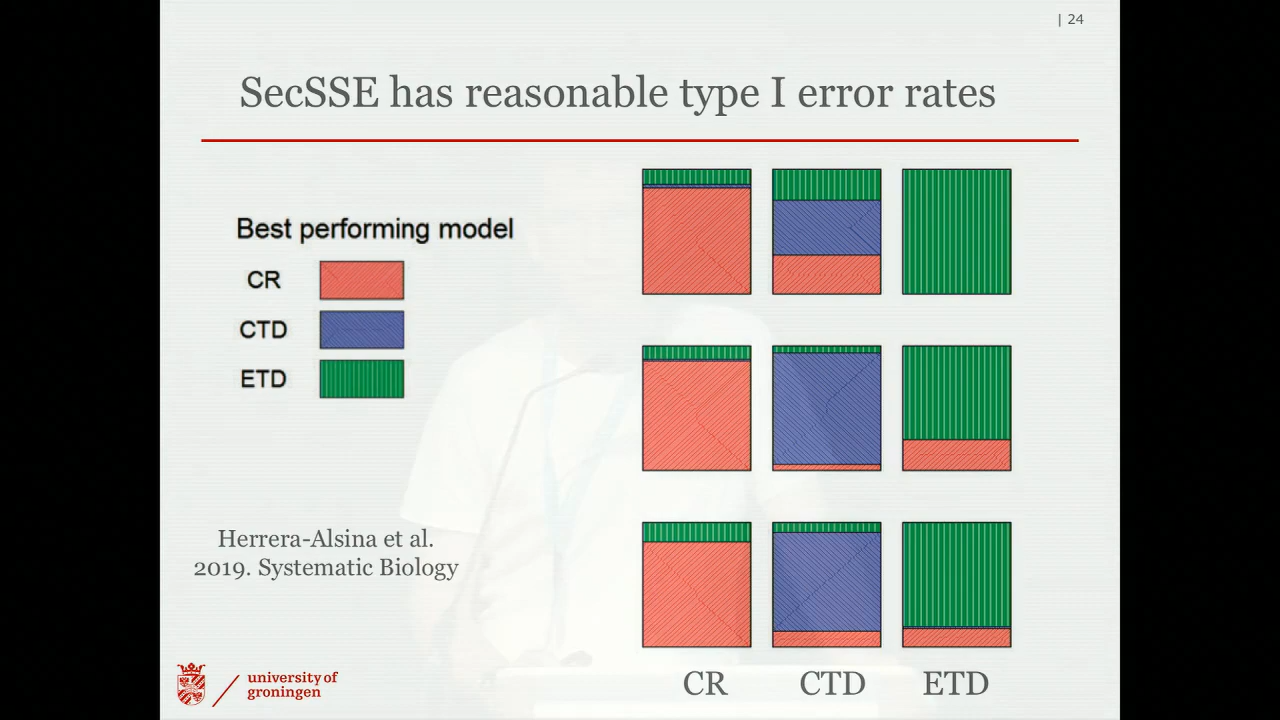 | 24
SecSSE has reasonable type I error rates
Best performing model
CR
CTD
ETD
Herrera-Alsina et al.
2019. Systematic Biology
university of
groningen
CR CTD ETD